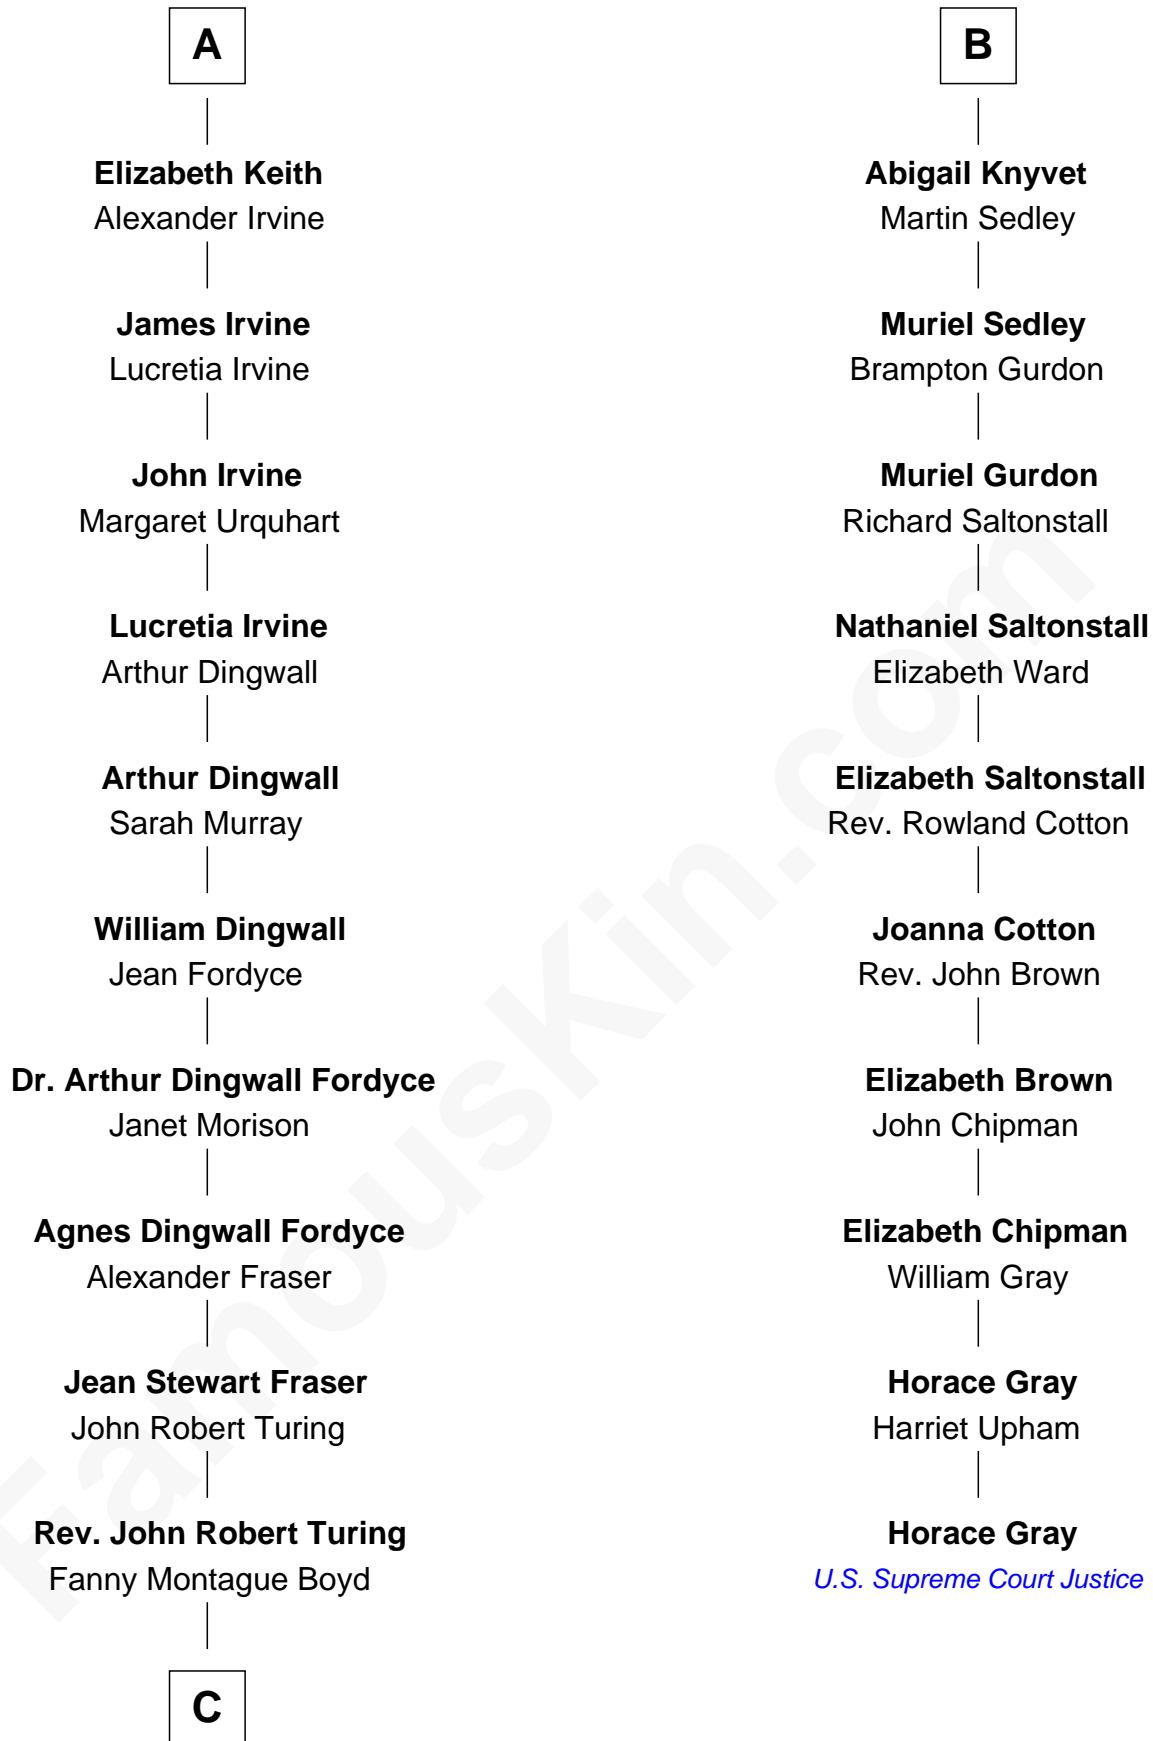 A
Elizabeth Keith
Alexander Irvine
James Irvine
Lucretia Irvine
John Irvine
Margaret Urquhart
Lucretia Irvine
Arthur Dingwall
Arthur Dingwall
Sarah Murray
William Dingwall
Jean Fordyce
Dr. Arthur Dingwall Fordyce
Janet Morison
Agnes Dingwall Fordyce
Alexander Fraser
Jean Stewart Fraser
John Robert Turing
Rev. John Robert Turing
Fanny Montague Boyd
C
B
Abigail Knyvet
Martin Sedley
Muriel Sedley
Brampton Gurdon
Muriel Gurdon
Richard Saltonstall
Nathaniel Saltonstall
Elizabeth Ward
Elizabeth Saltonstall
Rev. Rowland Cotton
Joanna Cotton
Rev. John Brown
Elizabeth Brown
John Chipman
Elizabeth Chipman
William Gray
Horace Gray
Harriet Upham
Horace Gray
U.S. Supreme Court Justice
FamousKin.com